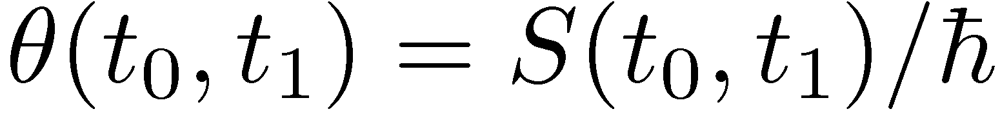 θ(t₀, t₁) = S(t₀, t₁)/ħ